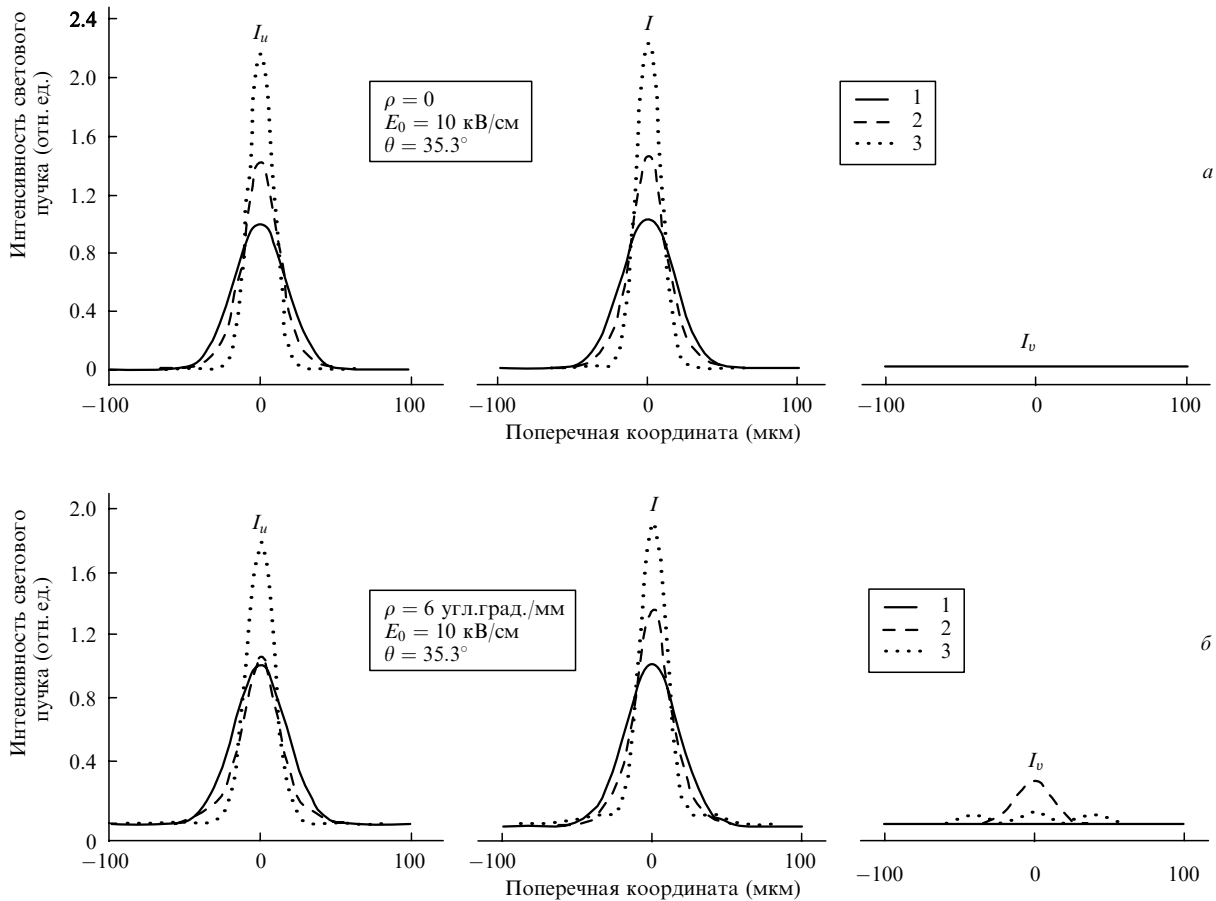 2.4
2.0
1.6
1.2
0.8
0.4
0
Интенсивность светового
пучка (отн. ед.)
I_u
I
I_v
ρ = 0
E_0 = 10 кВ/см
θ = 35.3°
1
2
3
а
−100 0 100
−100 0 100
−100 0 100
Поперечная координата (мкм)
2.0
1.6
1.2
0.8
0.4
0
Интенсивность светового
пучка (отн. ед.)
I_u
I
I_v
ρ = 6 угл.град./мм
E_0 = 10 кВ/см
θ = 35.3°
1
2
3
б
−100 0 100
−100 0 100
−100 0 100
Поперечная координата (мкм)